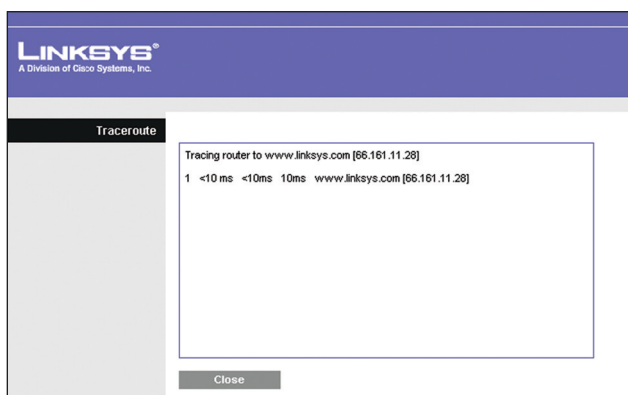 LINKSYS®
A Division of Cisco Systems, Inc.
Traceroute
Tracing router to www.linksys.com [66.161.11.28]
1 <10 ms <10ms 10ms www.linksys.com [66.161.11.28]
Close